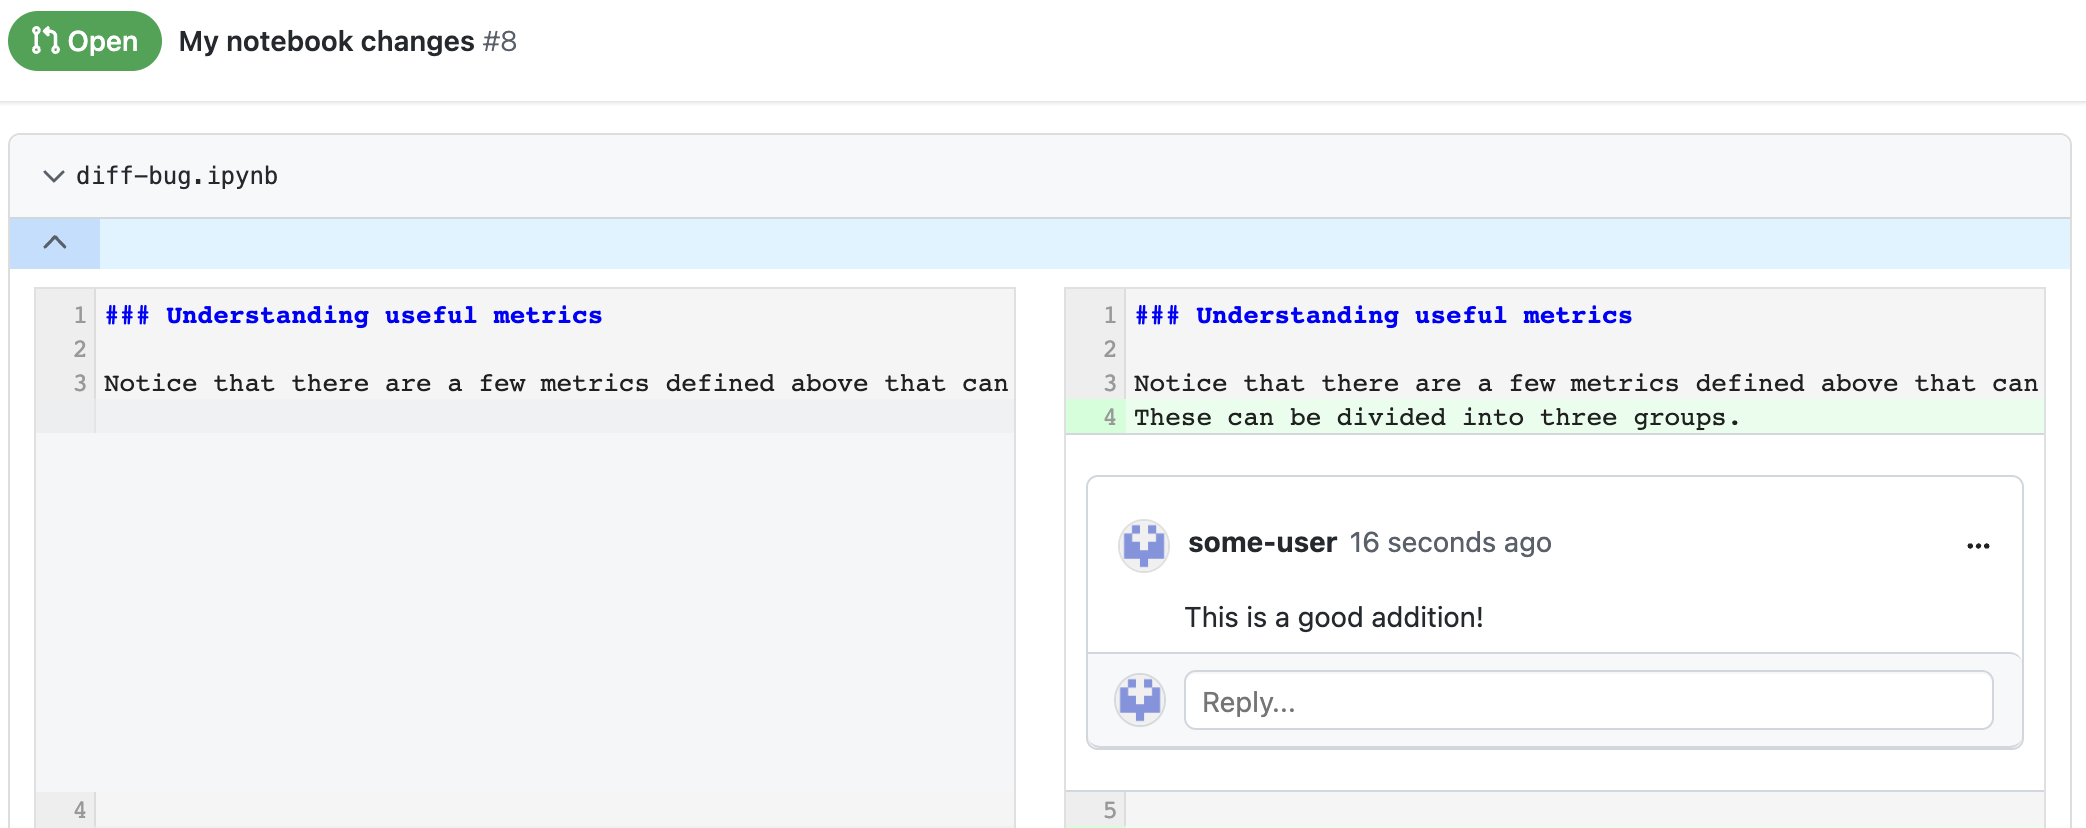 Open My notebook changes #8
diff-bug.ipynb
1 ### Understanding useful metrics
2
3 Notice that there are a few metrics defined above that can
4
1 ### Understanding useful metrics
2
3 Notice that there are a few metrics defined above that can
4 These can be divided into three groups.
some-user 16 seconds ago
...
This is a good addition!
Reply...
5